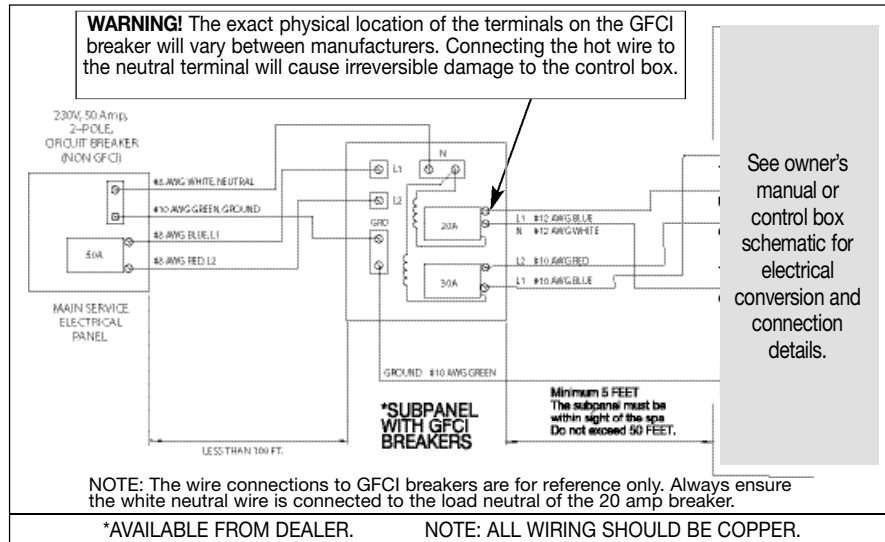 WARNING! The exact physical location of the terminals on the GFCI
breaker will vary between manufacturers. Connecting the hot wire to
the neutral terminal will cause irreversible damage to the control box.
230V, 50 Amp,
2-POLE,
CIRCUIT BREAKER
(NON GFCI)
#8 AWG WHITE, NEUTRAL
#10 AWG GREEN, GROUND
#8 AWG BLUE, L1
#8 AWG RED, L2
50A
MAIN SERVICE
ELECTRICAL
PANEL
N
L1
L2
GRD
20A
30A
L1 #12 AWG BLUE
N #12 AWG WHITE
L2 #10 AWG RED
L1 #10 AWG BLUE
GROUND #10 AWG GREEN
See owner's
manual or
control box
schematic for
electrical
conversion and
connection
details.
*SUBPANEL
WITH GFCI
BREAKERS
Minimum 5 FEET
The subpanel must be
within sight of the spa
Do not exceed 50 FEET.
LESS THAN 100 FT.
NOTE: The wire connections to GFCI breakers are for reference only. Always ensure
the white neutral wire is connected to the load neutral of the 20 amp breaker.
*AVAILABLE FROM DEALER. NOTE: ALL WIRING SHOULD BE COPPER.